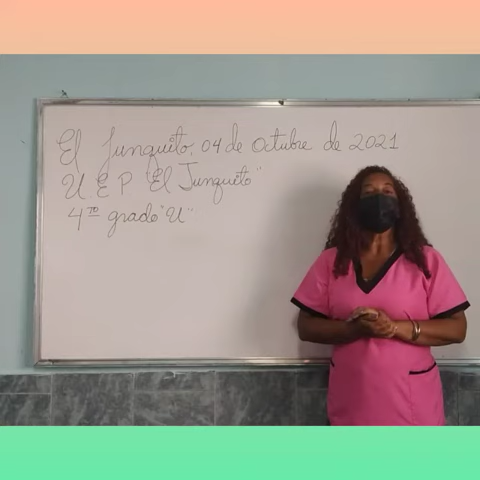 El Junquito, 04 de Octubre de 2021
U E P "El Junquito"
4to grado "U"